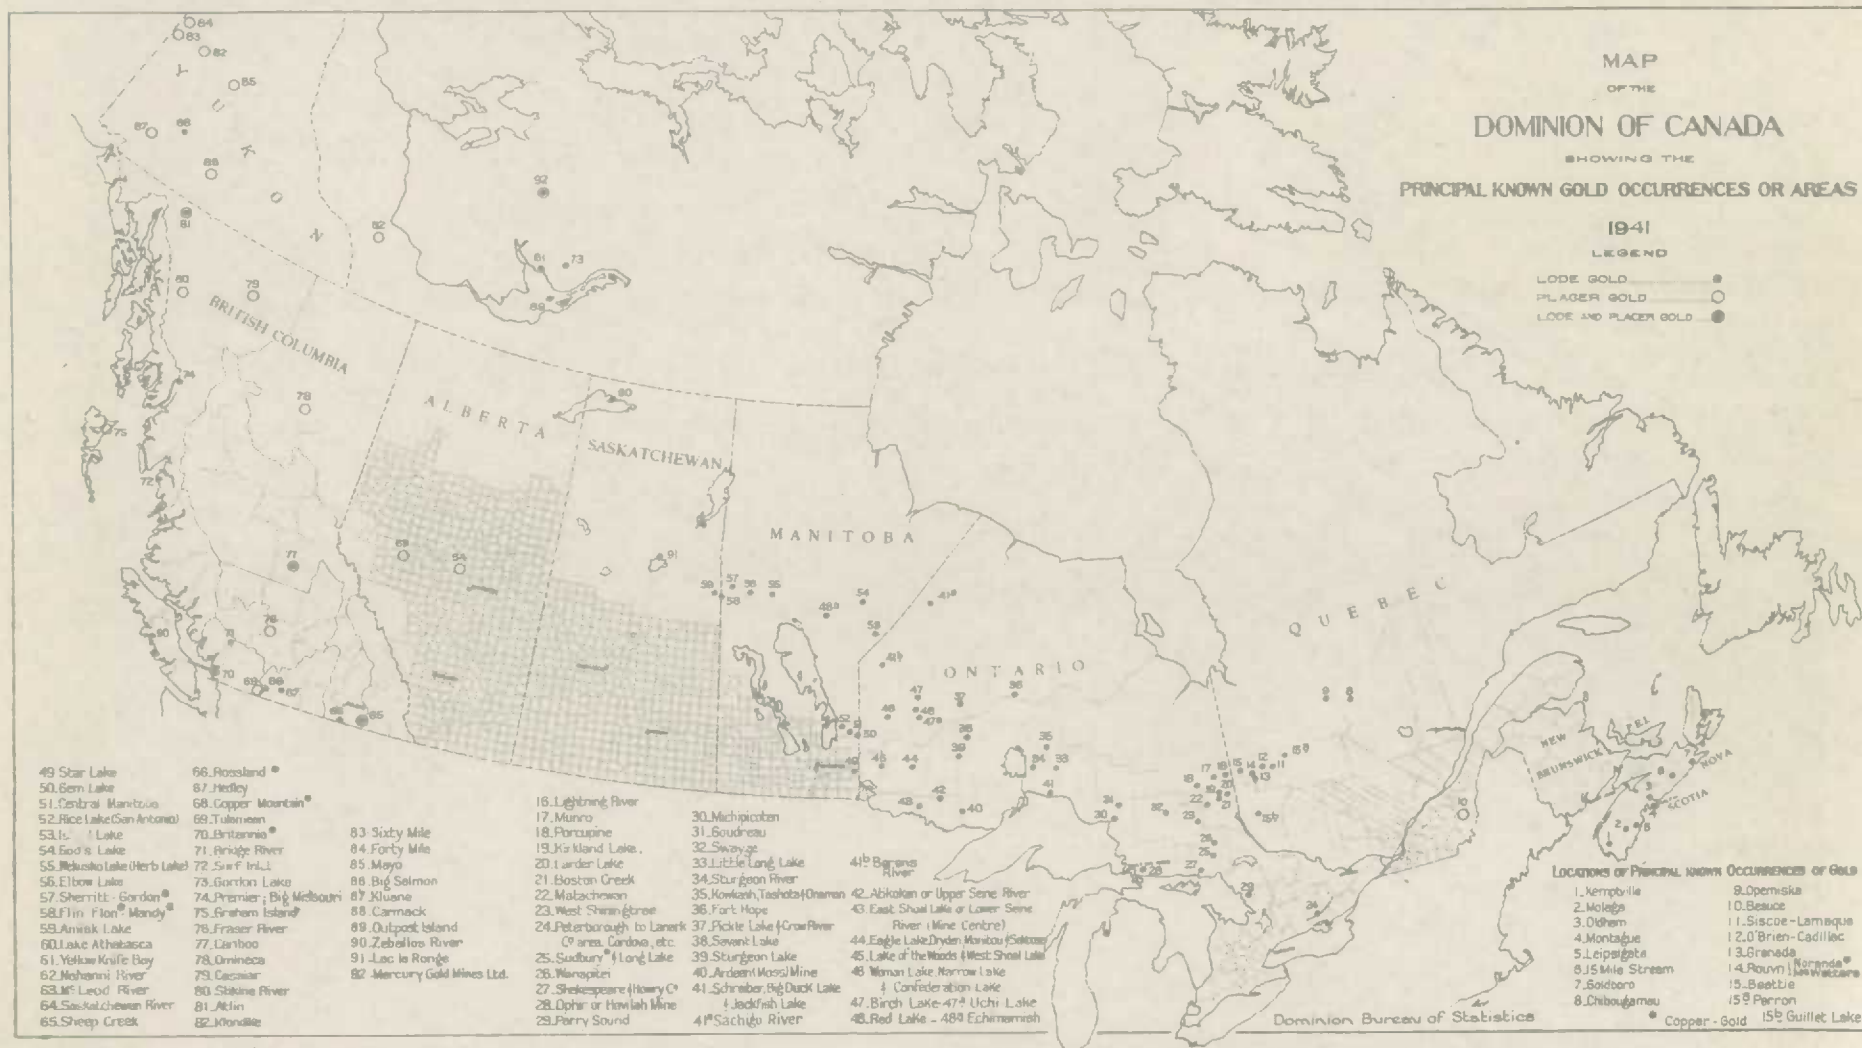 MAP
OF THE
DOMINION OF CANADA
SHOWING THE
PRINCIPAL KNOWN GOLD OCCURRENCES OR AREAS
1941
LEGEND
LODE GOLD
PLACER GOLD
LODE AND PLACER GOLD
YUKON
BRITISH COLUMBIA
ALBERTA
SASKATCHEWAN
MANITOBA
ONTARIO
QUEBEC
NEW
BRUNSWICK
P.E.I.
NOVA
SCOTIA
49 Star Lake
50. Gem Lake
51. Central Manitoba
52. Rice Lake (San Antonio)
53. Lake
54. God's Lake
55. Wekusko Lake (Herb Lake)
56. Elbow Lake
57. Sherritt-Gordon
58. Flin Flon - Mandy
59. Amisk Lake
60. Lake Athabasca
61. Yellow Knife Bay
62. Nahanni River
63. McLeod River
64. Saskatchewan River
65. Sheep Creek
66. Rossland
67. Hedley
68. Copper Mountain
69. Tulameen
70. Britannia
71. Bridge River
72. Surf Inlet
73. Gordon Lake
74. Premier; Big Missouri
75. Graham Island
76. Fraser River
77. Cariboo
78. Omineca
79. Cassiar
80. Stikine River
81. Atlin
82. Klondike
83 Sixty Mile
84. Forty Mile
85. Mayo
86. Big Salmon
87. Kluane
88. Carmack
89. Outpost Island
90. Zeballos River
91. Lac la Ronge
92 Mercury Gold Mines Ltd.
16. Lightning River
17. Munro
18. Porcupine
19. Kirkland Lake,
20. Larder Lake
21. Boston Creek
22. Matachewan
23. West Shiningtree
24. Peterborough to Lanark
Co area, Cordova, etc.
25. Sudbury & Long Lake
26. Wanapitei
27. Shakespeare & Howry Ck
28. Ophir or Havilah Mine
29. Parry Sound
30. Michipicoten
31. Goudreau
32. Swayze
33. Little Long Lake
34. Sturgeon River
35. Kowkash, Tashota & Onaman
36. Fort Hope
37. Pickle Lake & Crow River
38. Savant Lake
39. Sturgeon Lake
40. Ardeen (Moss) Mine
41. Schreiber, Big Duck Lake
& Jackfish Lake
41a Sachigo River
41b Berens
River
42. Atikokan or Upper Seine River
43. East Shoal Lake or Lower Seine
River (Mine Centre)
44. Eagle Lake, Dryden, Manitou &
45. Lake of the Woods & West Shoal Lake
46 Woman Lake, Narrow Lake
& Confederation Lake
47. Birch Lake - 47a Uchi Lake
48. Red Lake - 48a Echimamish
LOCATIONS OF PRINCIPAL KNOWN OCCURRENCES OF GOLD
1. Kemptville
2. Molega
3. Oldham
4. Montague
5. Leipsigate
6. 15 Mile Stream
7. Goldboro
8. Chibougamau
9. Opemiska
10. Beauce
11. Siscoe-Lamaque
12. O'Brien-Cadillac
13. Granada
14. Rouyn Noranda McWatters
15. Beattie
15a Perron
15b Guillet Lake
Copper - Gold
Dominion Bureau of Statistics